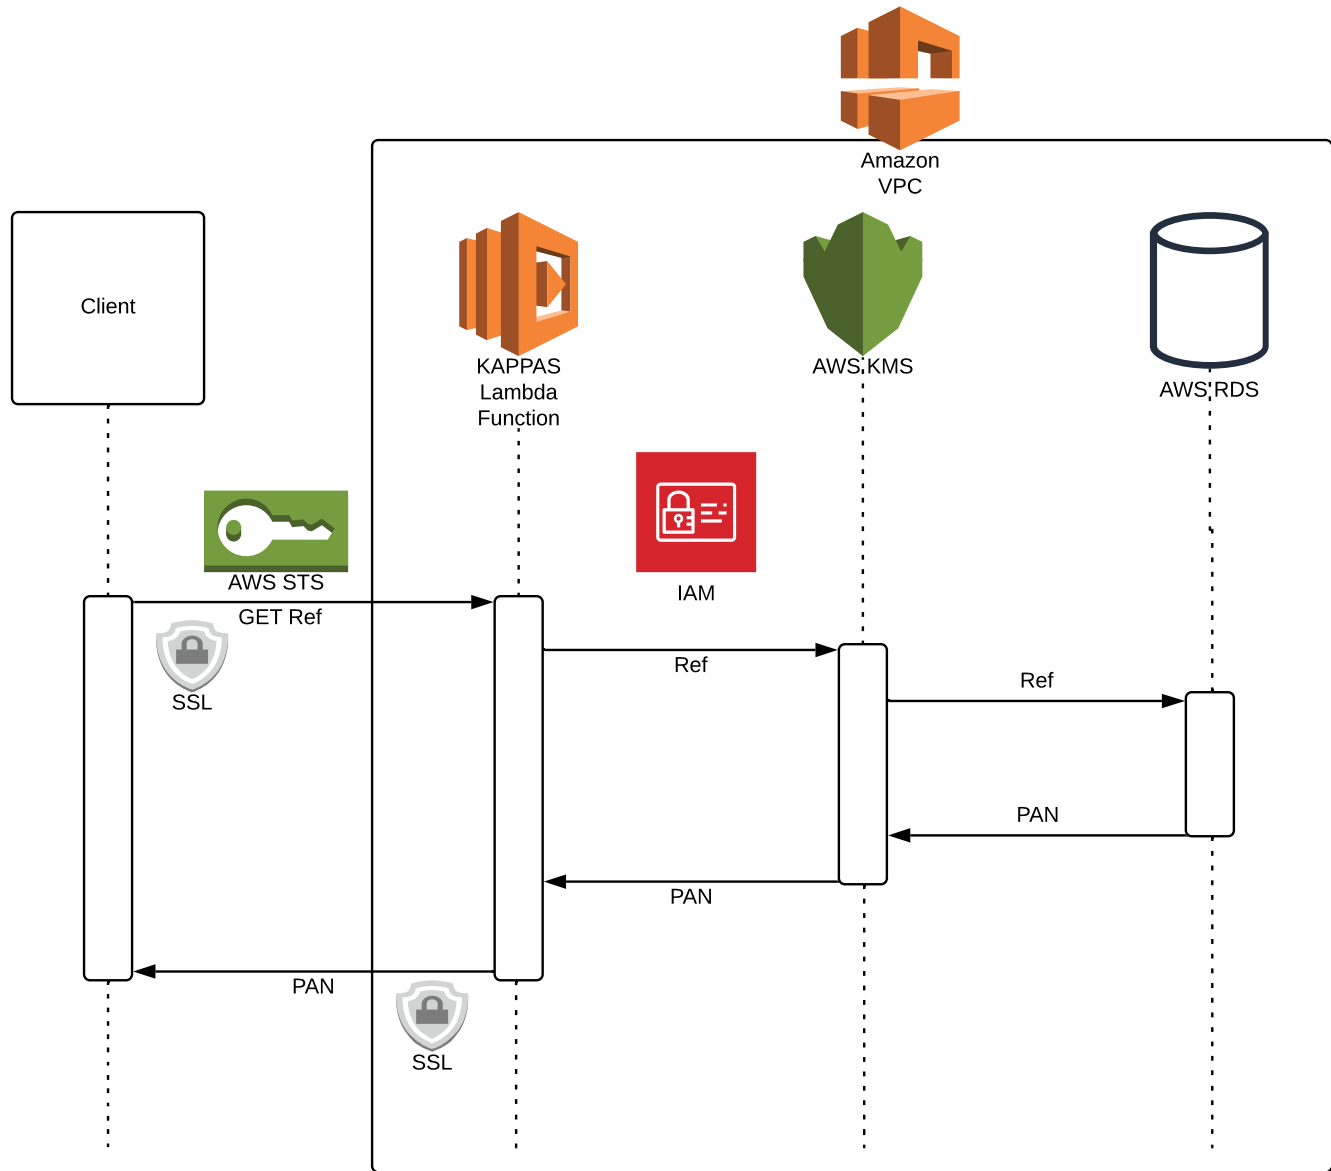 Amazon
VPC
Client
KAPPAS
Lambda
Function
AWS KMS
AWS RDS
AWS STS
IAM
GET Ref
SSL
Ref
Ref
PAN
PAN
PAN
SSL